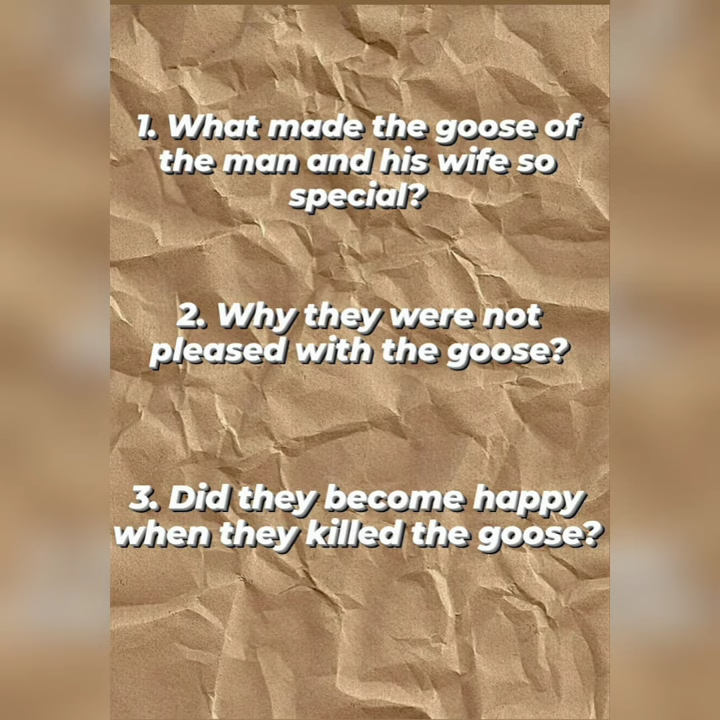 1. What made the goose of
the man and his wife so
special?
2. Why they were not
pleased with the goose?
3. Did they become happy
when they killed the goose?